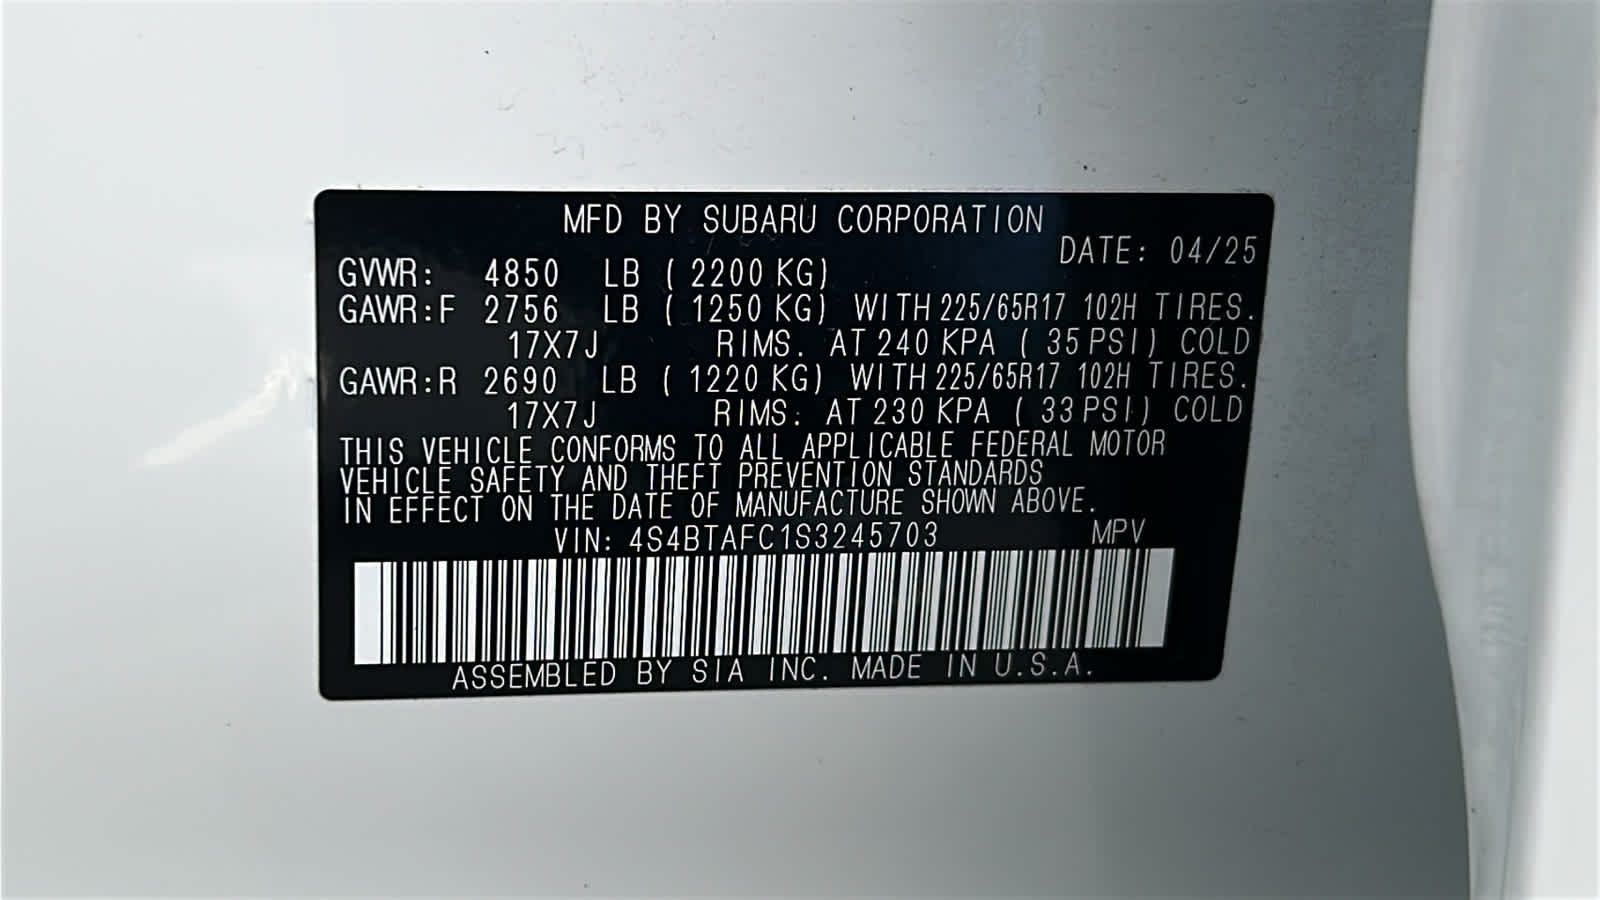 MFD BY SUBARU CORPORATION
DATE: 04/25
GVWR: 4850 LB ( 2200 KG)
GAWR:F 2756 LB ( 1250 KG) WITH 225/65R17 102H TIRES.
17X7J RIMS. AT 240 KPA ( 35 PSI) COLD
GAWR:R 2690 LB ( 1220 KG) WITH 225/65R17 102H TIRES.
17X7J RIMS. AT 230 KPA ( 33 PSI) COLD
THIS VEHICLE CONFORMS TO ALL APPLICABLE FEDERAL MOTOR
VEHICLE SAFETY AND THEFT PREVENTION STANDARDS
IN EFFECT ON THE DATE OF MANUFACTURE SHOWN ABOVE.
VIN: 4S4BTAFC1S3245703 MPV
ASSEMBLED BY SIA INC. MADE IN U.S.A.